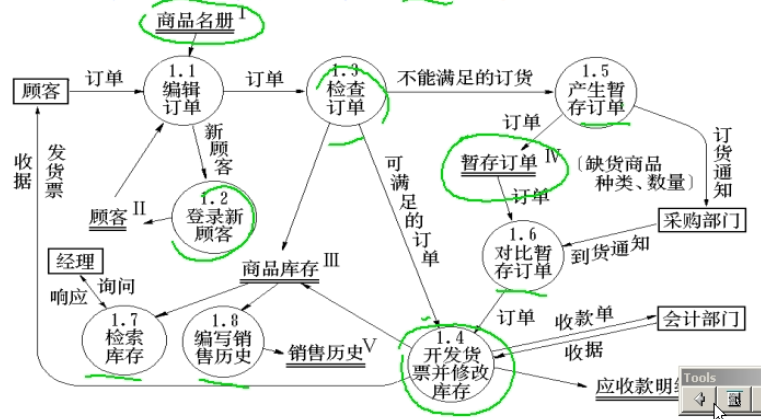 商品名册 I
顾客
订单
1.1
编辑
订单
订单
1.3
检查
订单
不能满足的订货
1.5
产生暂
存订单
新顾客
订单
暂存订单 IV
订货通知
〔缺货商品
种类、数量〕
收据
发货票
顾客 II
1.2
登录新
顾客
可满足的订单
订单
1.6
对比暂
存订单
采购部门
到货通知
经理
响应
询问
商品库存 III
1.7
检索
库存
1.8
编写销
售历史
销售历史 V
订单
1.4
开发货
票并修改
库存
收款单
收据
会计部门
应收款明细
Tools